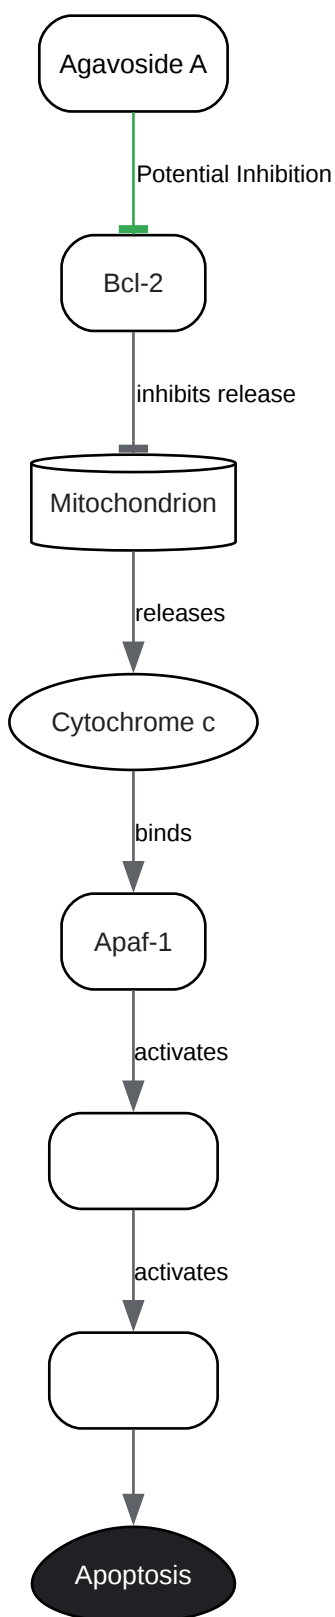 Agavoside A
Potential Inhibition
Bcl-2
inhibits release
Mitochondrion
releases
Cytochrome c
binds
Apaf-1
activates
activates
Apoptosis